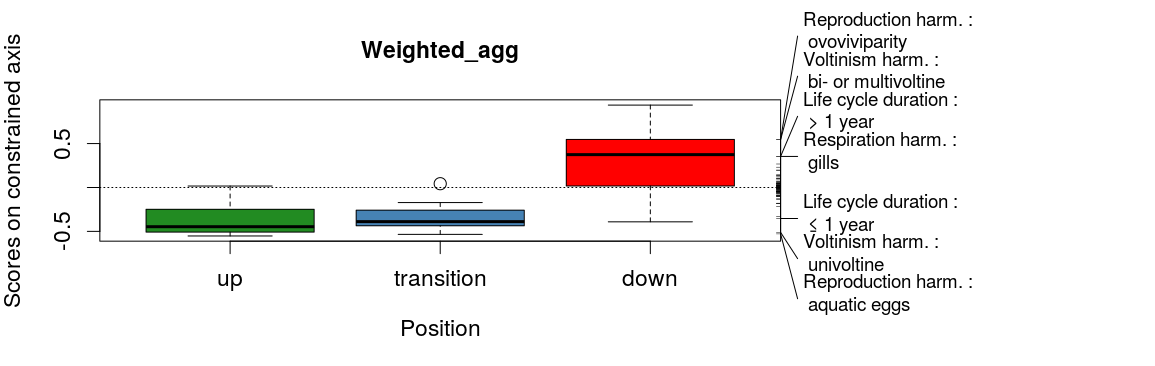 Weighted_agg
Scores on constrained axis
0.5
-0.5
up
transition
down
Position
Reproduction harm. :
ovoviviparity
Voltinism harm. :
bi- or multivoltine
Life cycle duration :
> 1 year
Respiration harm. :
gills
Life cycle duration :
≤ 1 year
Voltinism harm. :
univoltine
Reproduction harm. :
aquatic eggs